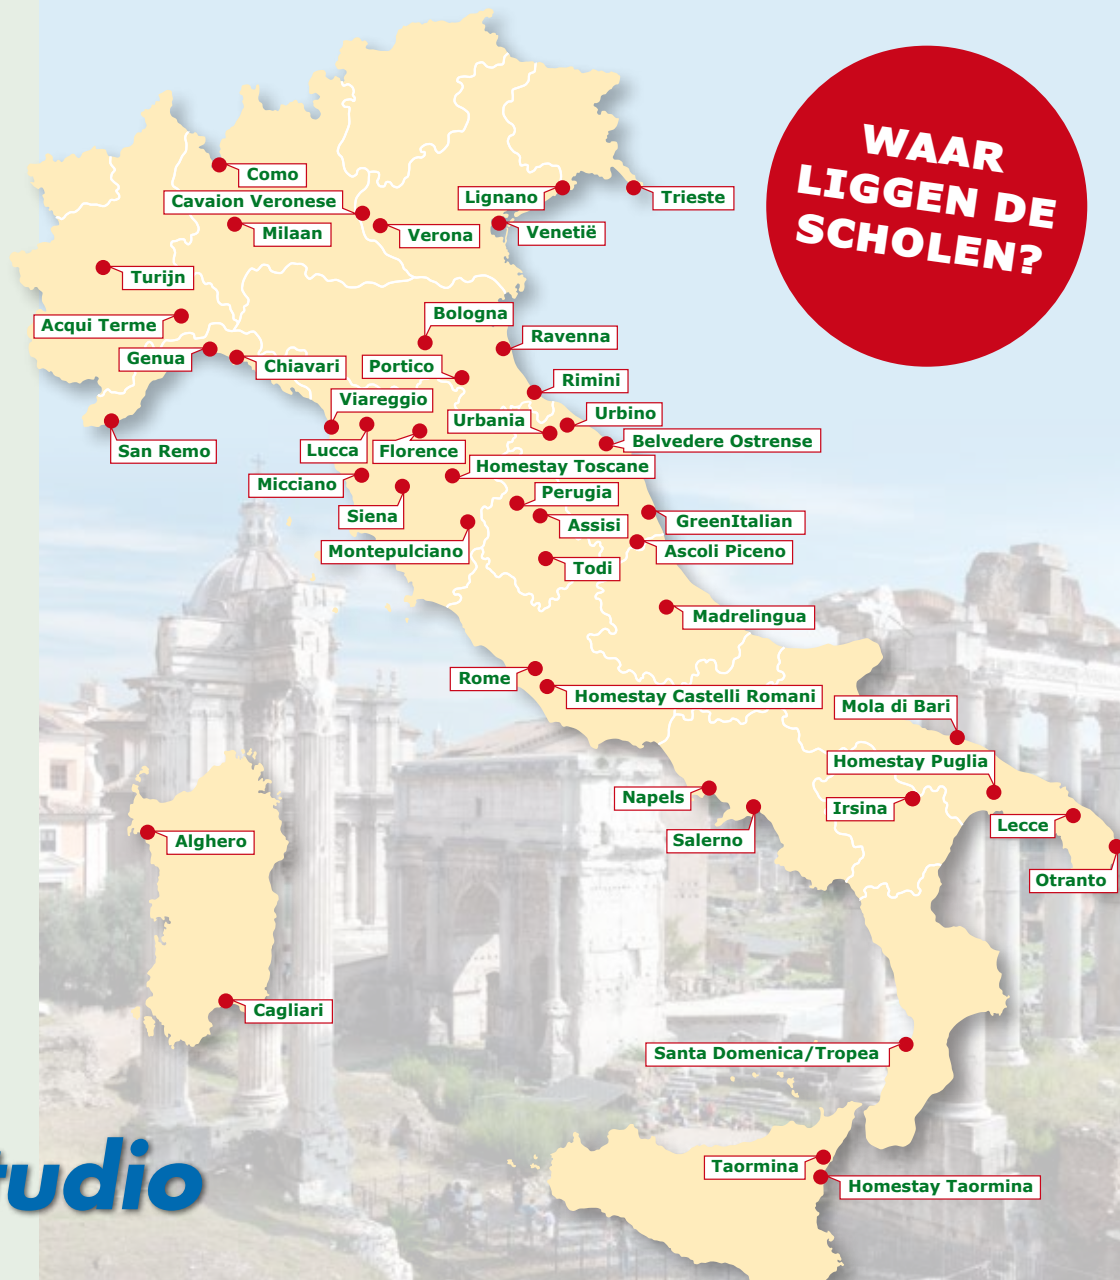 WAAR
LIGGEN DE
SCHOLEN?
Como
Cavaion Veronese
Milaan
Verona
Lignano
Venetië
Trieste
Turijn
Acqui Terme
Genua
Chiavari
San Remo
Bologna
Portico
Ravenna
Rimini
Viareggio
Lucca
Florence
Urbania
Urbino
Belvedere Ostrense
Homestay Toscane
Micciano
Siena
Perugia
Assisi
GreenItalian
Montepulciano
Todi
Ascoli Piceno
Madrelingua
Rome
Homestay Castelli Romani
Mola di Bari
Homestay Puglia
Napels
Irsina
Salerno
Lecce
Otranto
Alghero
Cagliari
Santa Domenica/Tropea
Taormina
Homestay Taormina
tudio